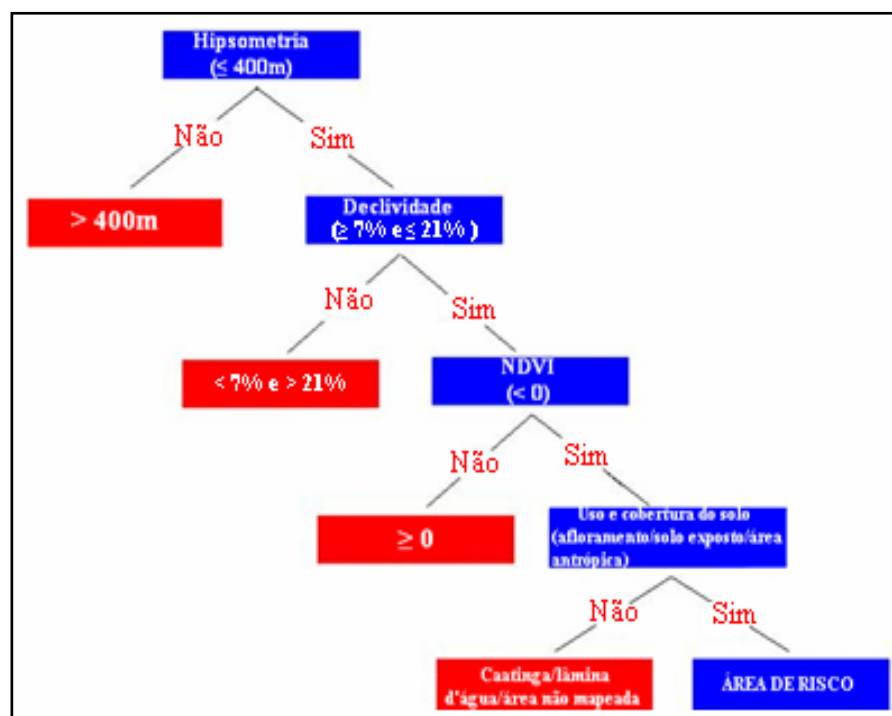 Hipsometria
(≤ 400m)
Não
Sim
> 400m
Declividade
(≥ 7% e ≤ 21% )
Não
Sim
< 7% e > 21%
NDVI
(< 0)
Não
Sim
≥ 0
Uso e cobertura do solo
(afloramento/solo exposto/área
antrópica)
Não
Sim
Caatinga/lâmina
d'água/área não mapeada
ÁREA DE RISCO